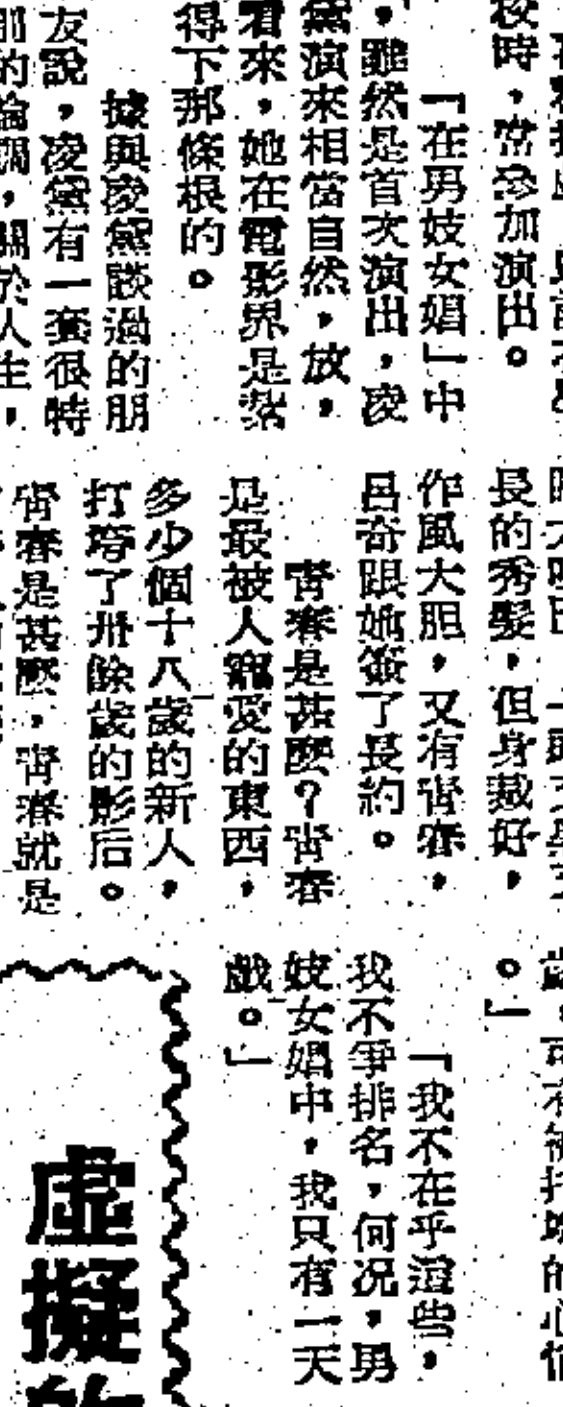 校時，常參加演出。
「在男妓女娼」中
，雖然是首次演出，凌
黛演來相當自然，放，
看來，她在電影界是紮
得下那條根的。
據與凌黛談過的朋
友說，凌黛有一套很特
那的論調，關於人生，
長的秀髮，但身裁好，
作風大胆，又有青春，
呂奇跟她簽了長約。
青春是甚麼？青春
是最被人寵愛的東西，
多少個十八歲的新人，
打垮了卅餘歲的影后。
青春是甚麼，青春就是
。」
「我不在乎這些，
我不爭排名，何況，男
妓女娼中，我只有一天
戲。」
虛擬